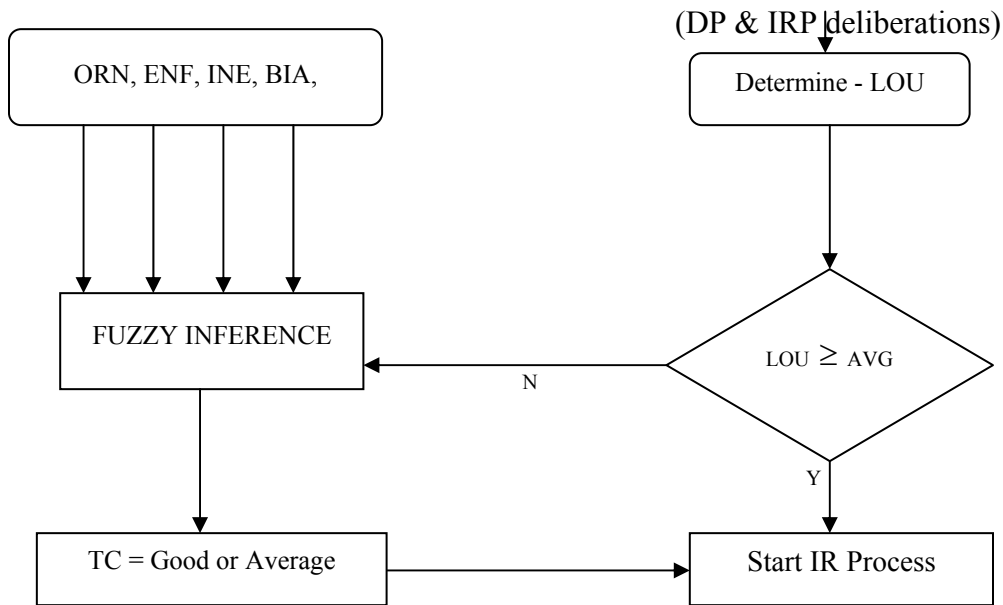 (DP & IRP deliberations)
ORN, ENF, INE, BIA,
Determine - LOU
FUZZY INFERENCE
LOU ≥ AVG
N
Y
TC = Good or Average
Start IR Process